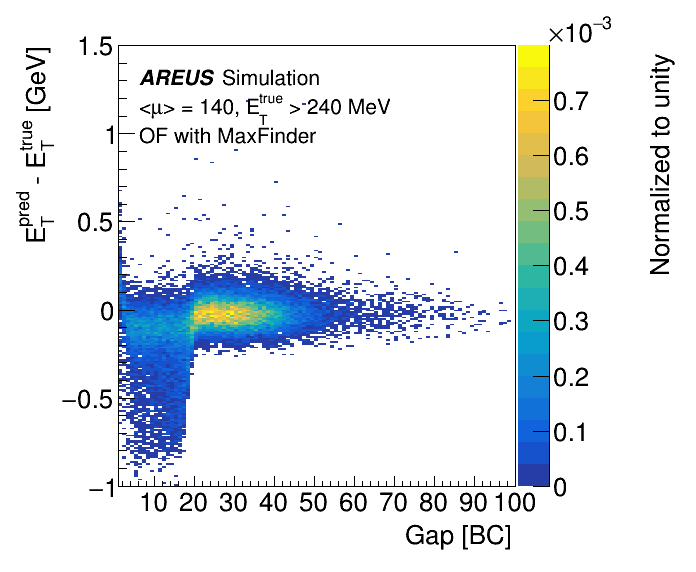 ×10⁻³
1.5
1
0.5
0
−0.5
−1
E_T^pred - E_T^true [GeV]
AREUS Simulation
<μ> = 140, E_T^true > 240 MeV
OF with MaxFinder
10 20 30 40 50 60 70 80 90 100
Gap [BC]
0.7
0.6
0.5
0.4
0.3
0.2
0.1
0
Normalized to unity